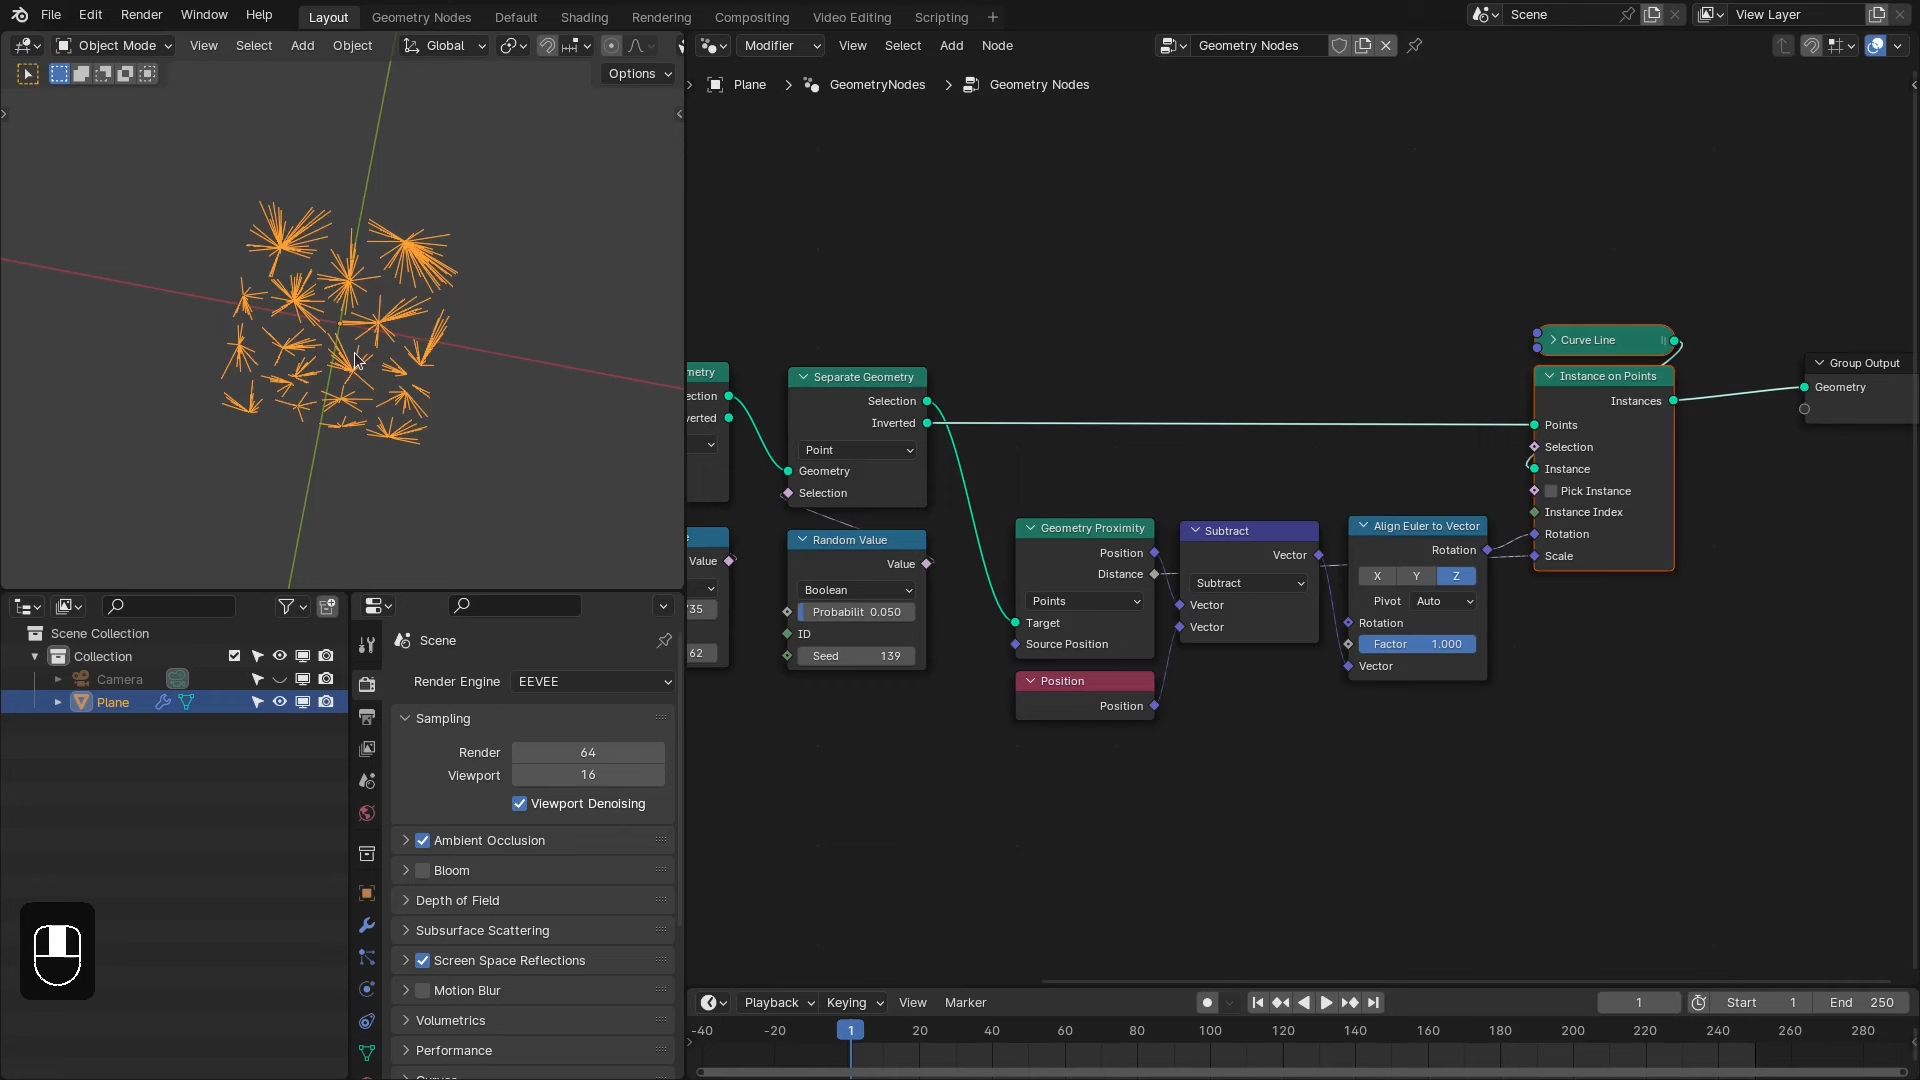 File Edit Render Window Help Layout Geometry Nodes Default Shading Rendering Compositing Video Editing Scripting + Scene View Layer
Object Mode View Select Add Object Global
Options
Modifier View Select Add Node Geometry Nodes
Plane > GeometryNodes > Geometry Nodes
metry
ection
verted
Value
35
62
Separate Geometry
Selection
Inverted
Point
Geometry
Selection
Random Value
Value
Boolean
Probabilit 0.050
ID
Seed 139
Geometry Proximity
Position
Distance
Points
Target
Source Position
Position
Position
Subtract
Vector
Subtract
Vector
Vector
Align Euler to Vector
Rotation
X Y Z
Pivot Auto
Rotation
Factor 1.000
Vector
Curve Line
Instance on Points
Instances
Points
Selection
Instance
Pick Instance
Instance Index
Rotation
Scale
Group Output
Geometry
Scene Collection
Collection
Camera
Plane
Scene
Render Engine EEVEE
Sampling
Render 64
Viewport 16
Viewport Denoising
Ambient Occlusion
Bloom
Depth of Field
Subsurface Scattering
Screen Space Reflections
Motion Blur
Volumetrics
Performance
Playback Keying View Marker 1 Start 1 End 250
-40 -20 1 20 40 60 80 100 120 140 160 180 200 220 240 260 280